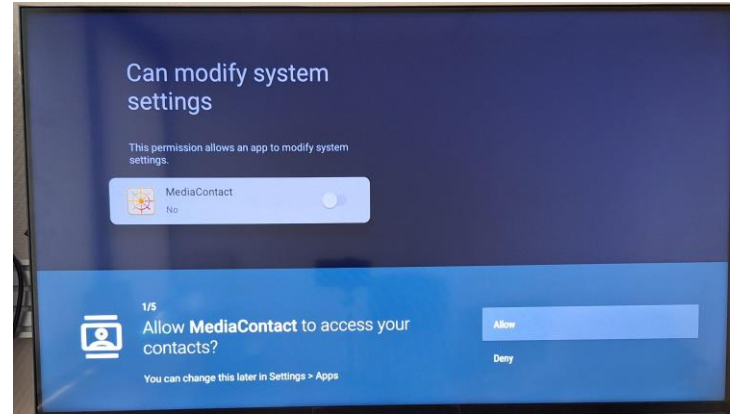 Can modify system
settings
This permission allows an app to modify system
settings.
MediaContact
No
1/5
Allow MediaContact to access your
contacts?
You can change this later in Settings > Apps
Allow
Deny